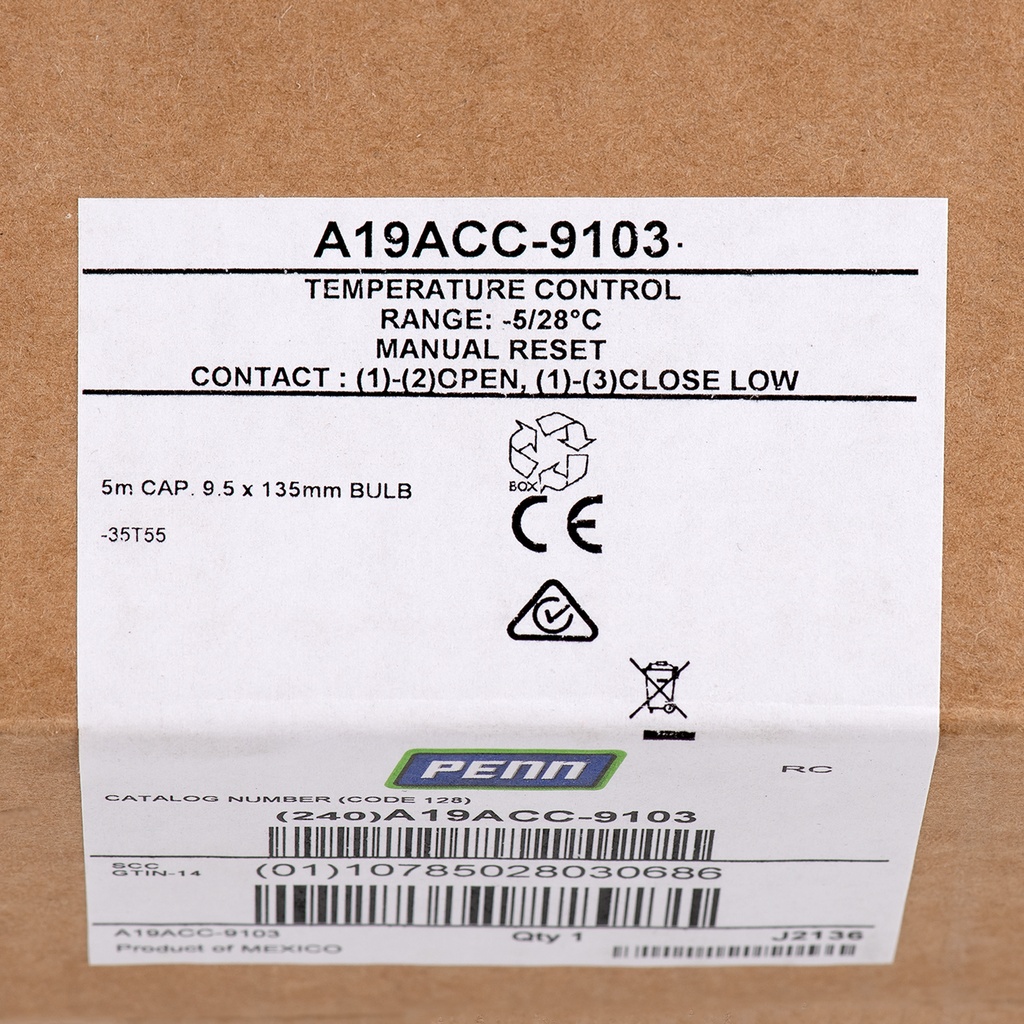 A19ACC-9103
TEMPERATURE CONTROL
RANGE: -5/28°C
MANUAL RESET
CONTACT : (1)-(2)OPEN, (1)-(3)CLOSE LOW
BOX
5m CAP. 9.5 x 135mm BULB
CE
-35T55
PENN
RC
CATALOG NUMBER (CODE 128)
(240)A19ACC-9103
SCC
GTIN-14
(01)10785028030686
A19ACC-9103
Qty 1
J2136
Product of MEXICO